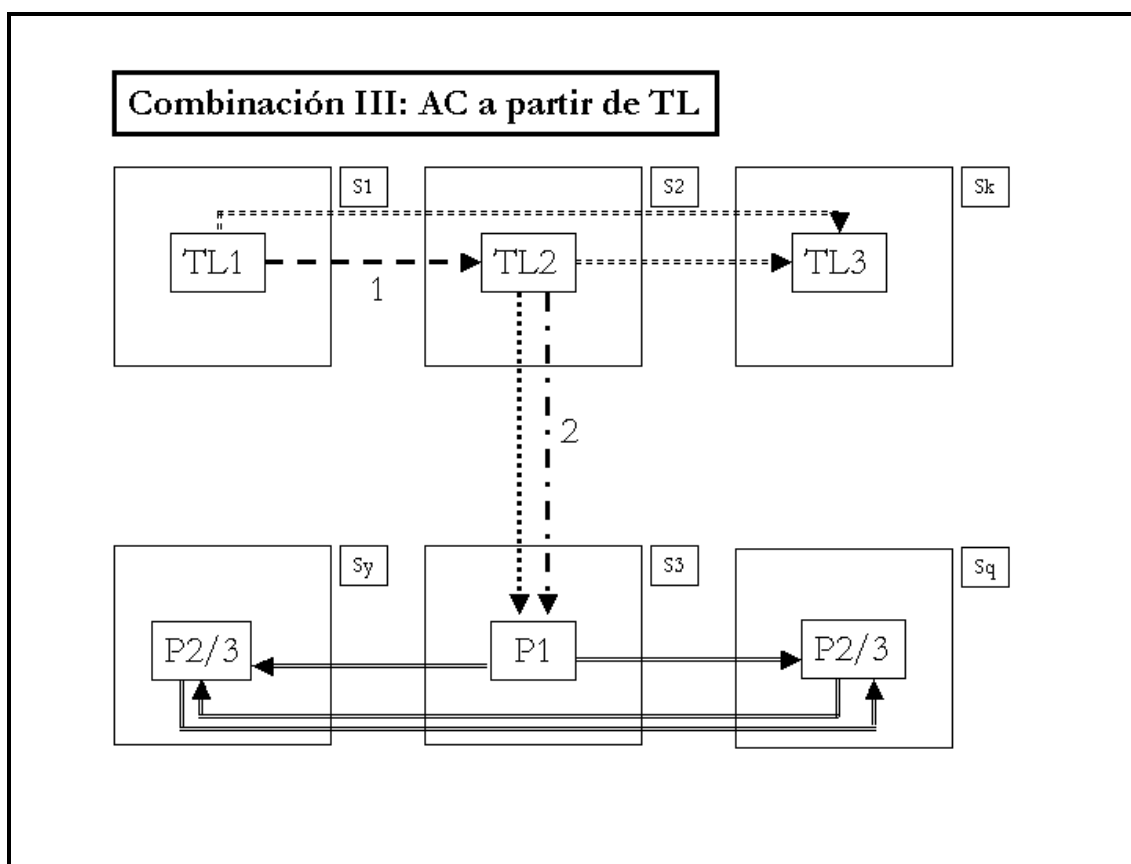 Combinación III: AC a partir de TL
S1
S2
Sk
TL1
TL2
TL3
1
2
Sy
S3
Sq
P2/3
P1
P2/3